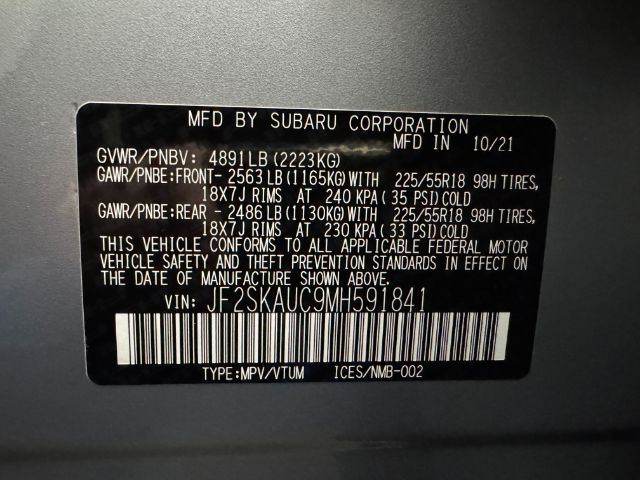 MFD BY SUBARU CORPORATION
MFD IN 10/21
GVWR/PNBV: 4891LB (2223KG)
GAWR/PNBE:FRONT- 2563LB (1165KG) WITH 225/55R18 98H TIRES,
18X7J RIMS AT 240 KPA (35 PSI) COLD
GAWR/PNBE:REAR - 2486LB (1130KG) WITH 225/55R18 98H TIRES,
18X7J RIMS AT 230 KPA (33 PSI) COLD
THIS VEHICLE CONFORMS TO ALL APPLICABLE FEDERAL MOTOR
VEHICLE SAFETY AND THEFT PREVENTION STANDARDS IN EFFECT ON
THE DATE OF MANUFACTURE SHOWN ABOVE.
VIN: JF2SKAUC9MH591841
TYPE:MPV/VTUM ICES/NMB-002